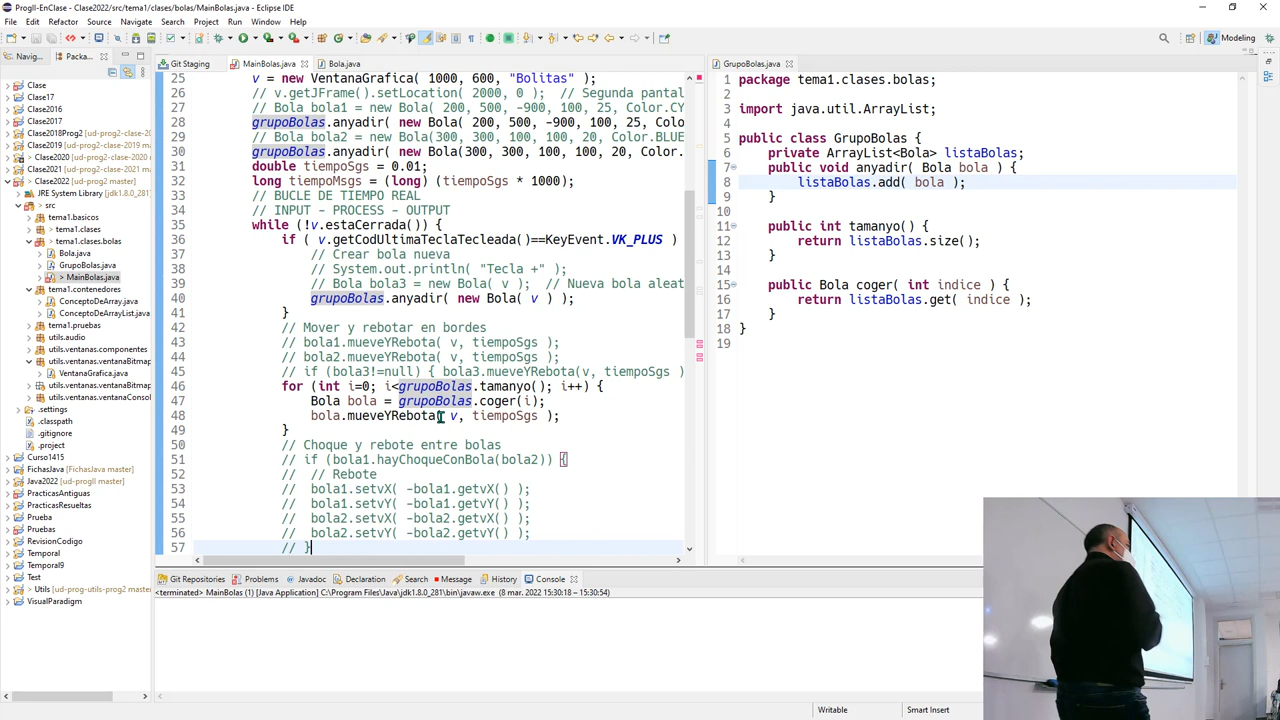 ProgII-EnClase - Clase2022/src/tema1/clases/bolas/MainBolas.java - Eclipse IDE
File Edit Refactor Source Navigate Search Project Run Window Help
Modeling
Navig... Packa...
Clase
Clase17
Clase2016
Clase2017
Clase2018Prog2 [ud-prog2-clase-
Clase2019 [ud-prog2-clase-2019
> Clase2020 [ud-prog2-clase-20
Clase2021 [ud-prog2-clase-2021
> Clase2022 [ud-prog2 master]
JRE System Library [jdk1.8.0_281]
> src
tema1.basicos
> tema1.clases
> tema1.clases.bolas
Bola.java
GrupoBolas.java
> MainBolas.java
tema1.contenedores
ConceptoDeArray.java
ConceptoDeArrayList.java
tema1.pruebas
utils.audio
utils.ventanas.componentes
utils.ventanas.ventanaBitmap
VentanaGrafica.java
utils.ventanas.ventanaBitmap
utils.ventanas.ventanaConsol
.settings
.classpath
.gitignore
.project
Curso1415
FichasJava [FichasJava master]
Java2022 [ud-progII master]
PracticasAntiguas
PracticasResueltas
Prueba
Pruebas
RevisionCodigo
Temporal
Temporal9
Test
> Utils [ud-prog-utils-prog2 mast
VisualParadigm
Git Staging MainBolas.java Bola.java
25 v = new VentanaGrafica( 1000, 600, "Bolitas" );
26 // v.getJFrame().setLocation( 2000, 0 ); // Segunda pantal
27 // Bola bola1 = new Bola( 200, 500, -900, 100, 25, Color.CY
28 grupoBolas.anyadir( new Bola( 200, 500, -900, 100, 25, Co
29 // Bola bola2 = new Bola(300, 300, 100, 100, 20, Color.BLUE
30 grupoBolas.anyadir( new Bola(300, 300, 100, 100, 20, Color.
31 double tiempoSgs = 0.01;
32 long tiempoMsgs = (long) (tiempoSgs * 1000);
33 // BUCLE DE TIEMPO REAL
34 // INPUT - PROCESS - OUTPUT
35 while (!v.estaCerrada()) {
36 if ( v.getCodUltimaTeclaTecleada()==KeyEvent.VK_PLUS )
37 // Crear bola nueva
38 // System.out.println( "Tecla +" );
39 // Bola bola3 = new Bola( v ); // Nueva bola aleat
40 grupoBolas.anyadir( new Bola( v ) );
41 }
42 // Mover y rebotar en bordes
43 // bola1.mueveYRebota( v, tiempoSgs );
44 // bola2.mueveYRebota( v, tiempoSgs );
45 // if (bola3!=null) { bola3.mueveYRebota(v, tiempoSgs )
46 for (int i=0; i<grupoBolas.tamanyo(); i++) {
47 Bola bola = grupoBolas.coger(i);
48 bola.mueveYRebota( v, tiempoSgs );
49 }
50 // Choque y rebote entre bolas
51 // if (bola1.hayChoqueConBola(bola2)) {
52 // // Rebote
53 // bola1.setvX( -bola1.getvX() );
54 // bola1.setvY( -bola1.getvY() );
55 // bola2.setvX( -bola2.getvX() );
56 // bola2.setvY( -bola2.getvY() );
57 // }
GrupoBolas.java
1 package tema1.clases.bolas;
2
3 import java.util.ArrayList;
4
5 public class GrupoBolas {
6 private ArrayList<Bola> listaBolas;
7 public void anyadir( Bola bola ) {
8 listaBolas.add( bola );
9 }
10
11 public int tamanyo() {
12 return listaBolas.size();
13 }
14
15 public Bola coger( int indice ) {
16 return listaBolas.get( indice );
17 }
18 }
19
Git Repositories Problems Javadoc Declaration Search Message History Console
<terminated> MainBolas (1) [Java Application] C:\Program Files\Java\jdk1.8.0_281\bin\javaw.exe (8 mar. 2022 15:30:18 – 15:30:54)
Writable Smart Insert